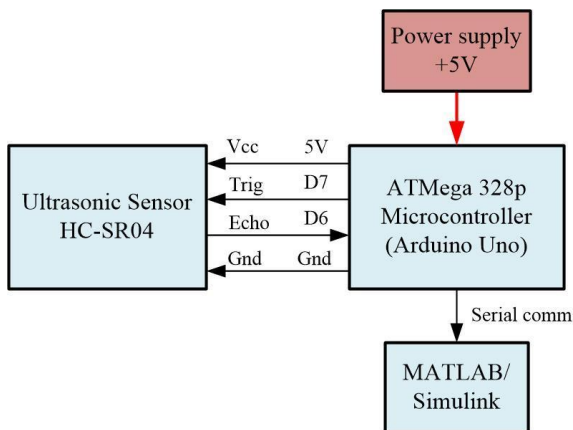 Power supply
+5V
Vcc 5V
Trig D7
Echo D6
Gnd Gnd
Ultrasonic Sensor
HC-SR04
ATMega 328p
Microcontroller
(Arduino Uno)
Serial comm
MATLAB/
Simulink